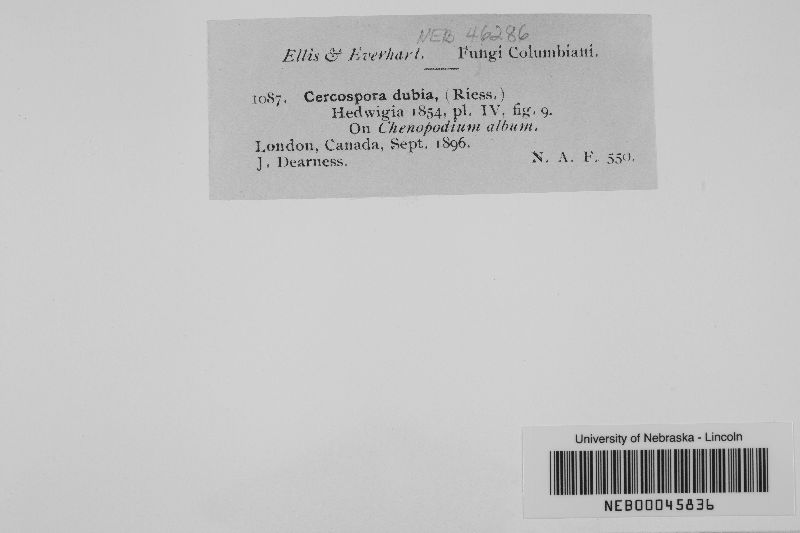 NEB 46286
Ellis & Everhart. Fungi Columbiani.
1087. Cercospora dubia, (Riess.)
Hedwigia 1854, pl. IV, fig. 9.
On Chenopodium album.
London, Canada, Sept. 1896.
J. Dearness. N. A. F. 550.
University of Nebraska - Lincoln
NEB00045836